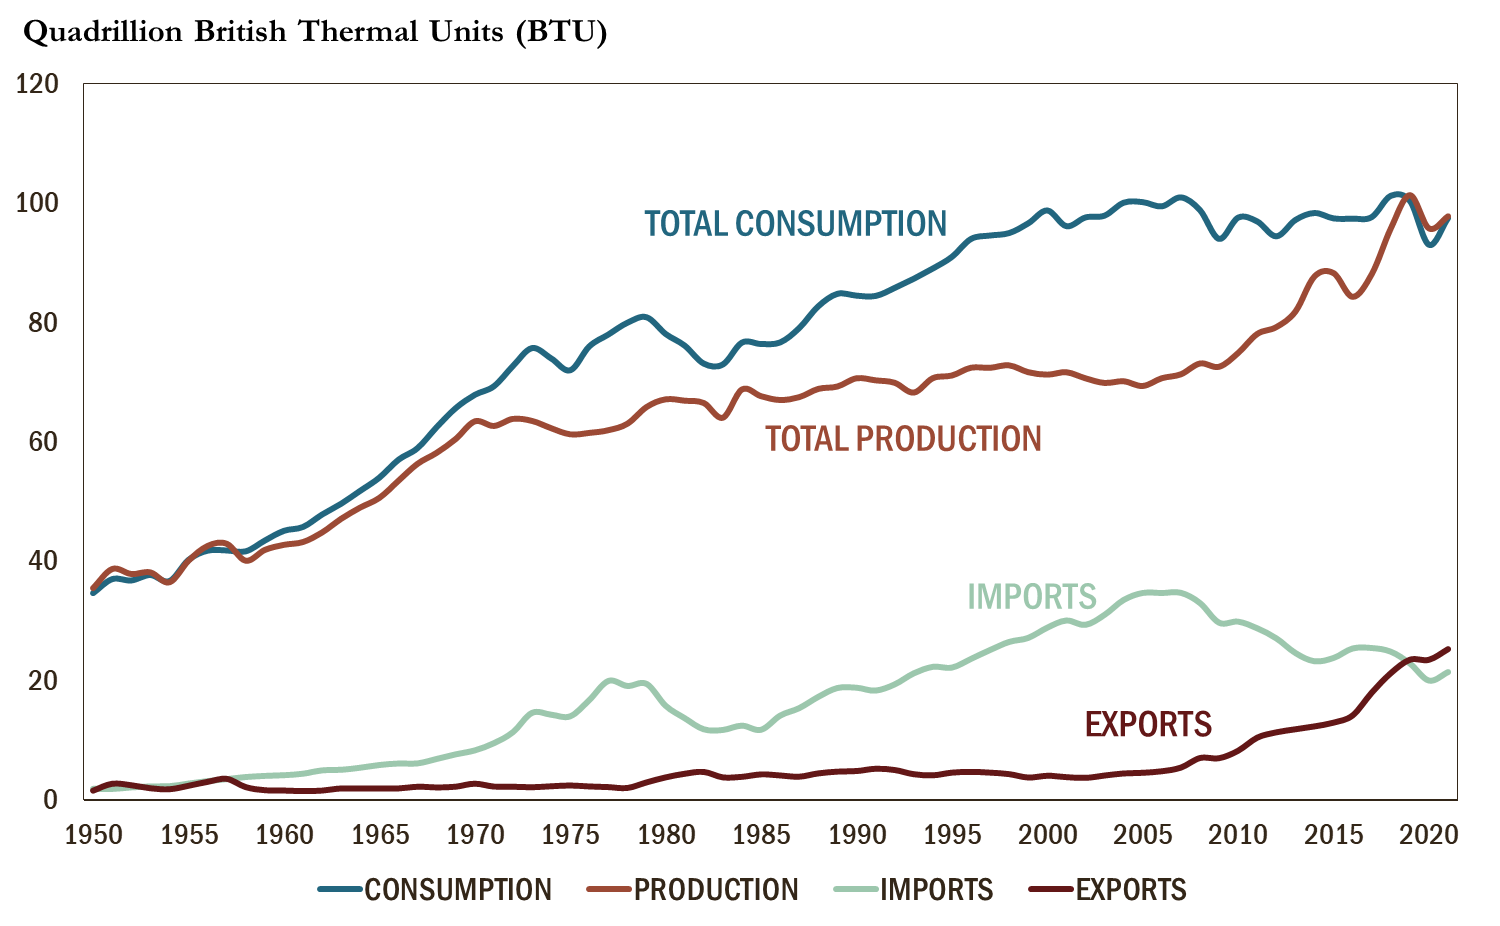 Quadrillion British Thermal Units (BTU)
120
100
80
60
40
20
0
TOTAL CONSUMPTION
TOTAL PRODUCTION
IMPORTS
EXPORTS
1950 1955 1960 1965 1970 1975 1980 1985 1990 1995 2000 2005 2010 2015 2020
CONSUMPTION PRODUCTION IMPORTS EXPORTS